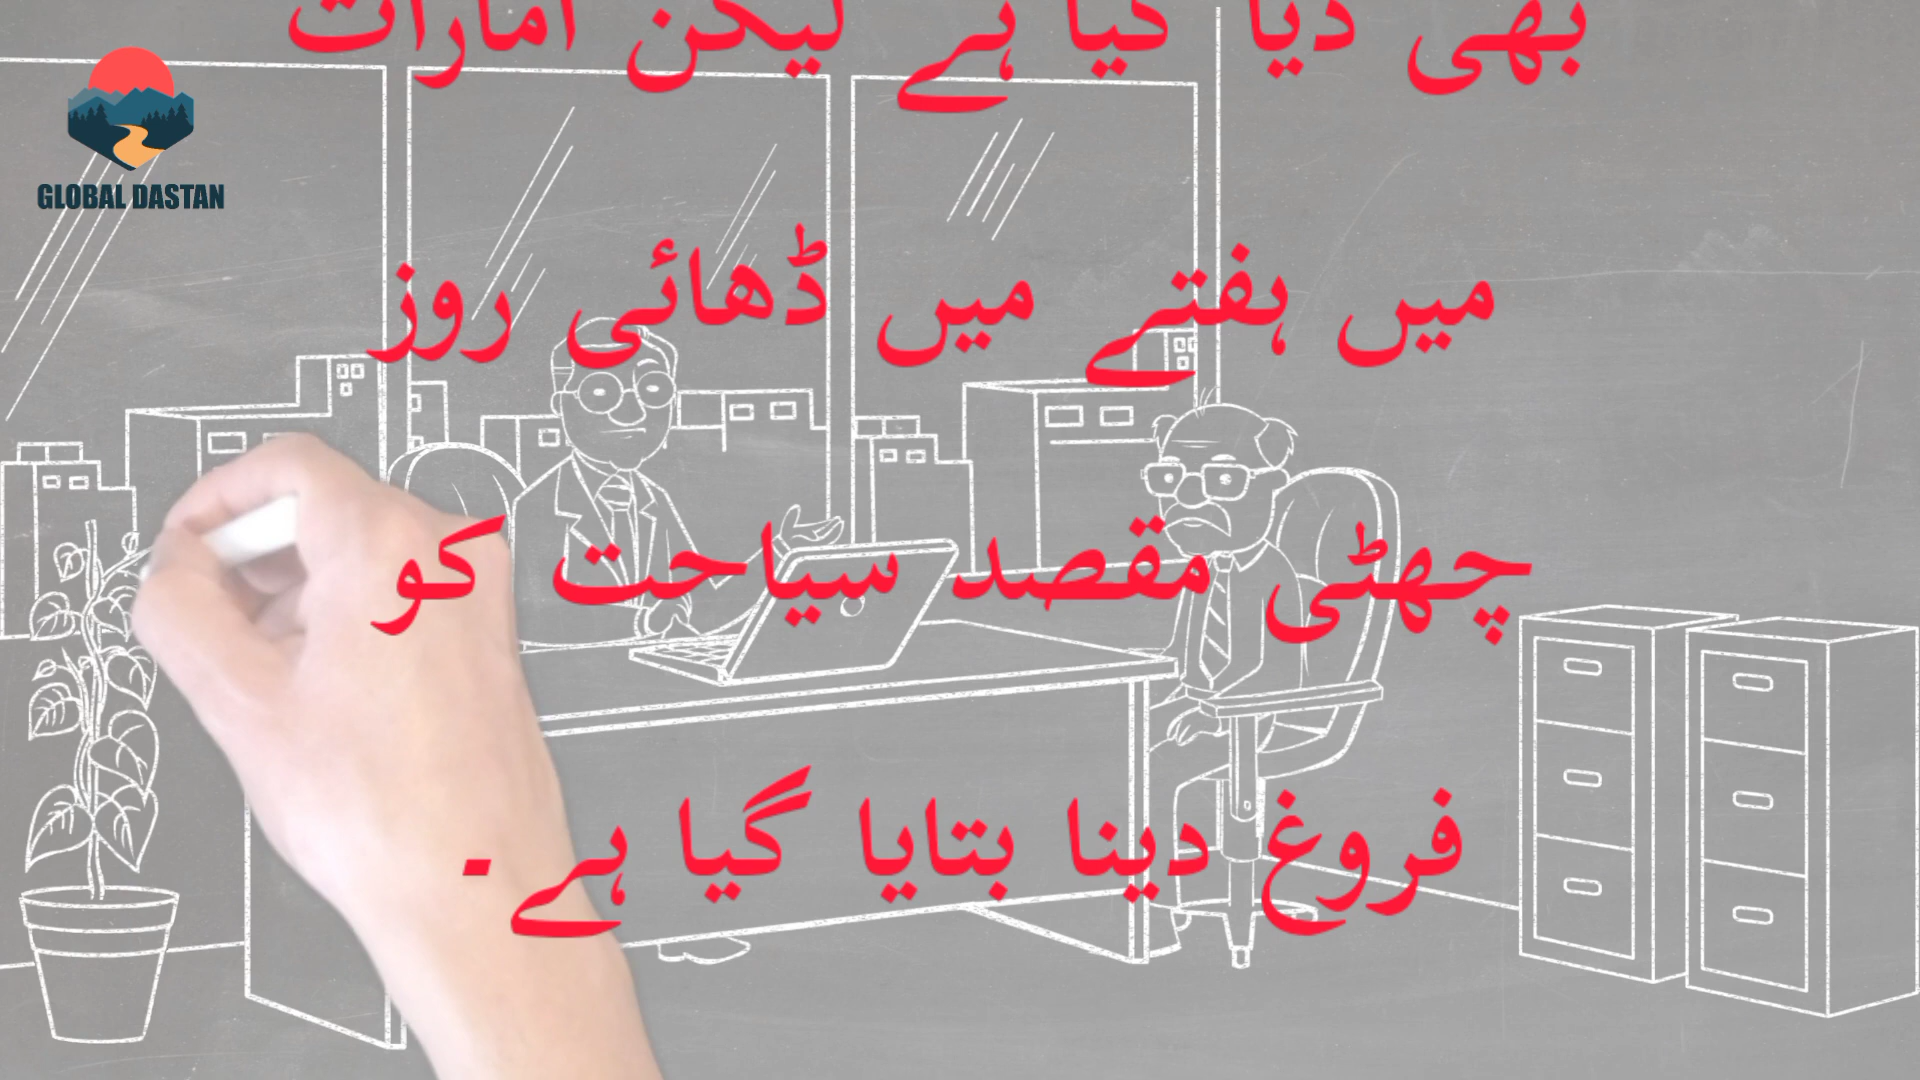 GLOBAL DASTAN
بھی دیا گیا ہے لیکن امارات
میں ہفتے میں ڈھائی روز
چھٹی مقصد سیاحت کو
فروغ دینا بتایا گیا ہے۔